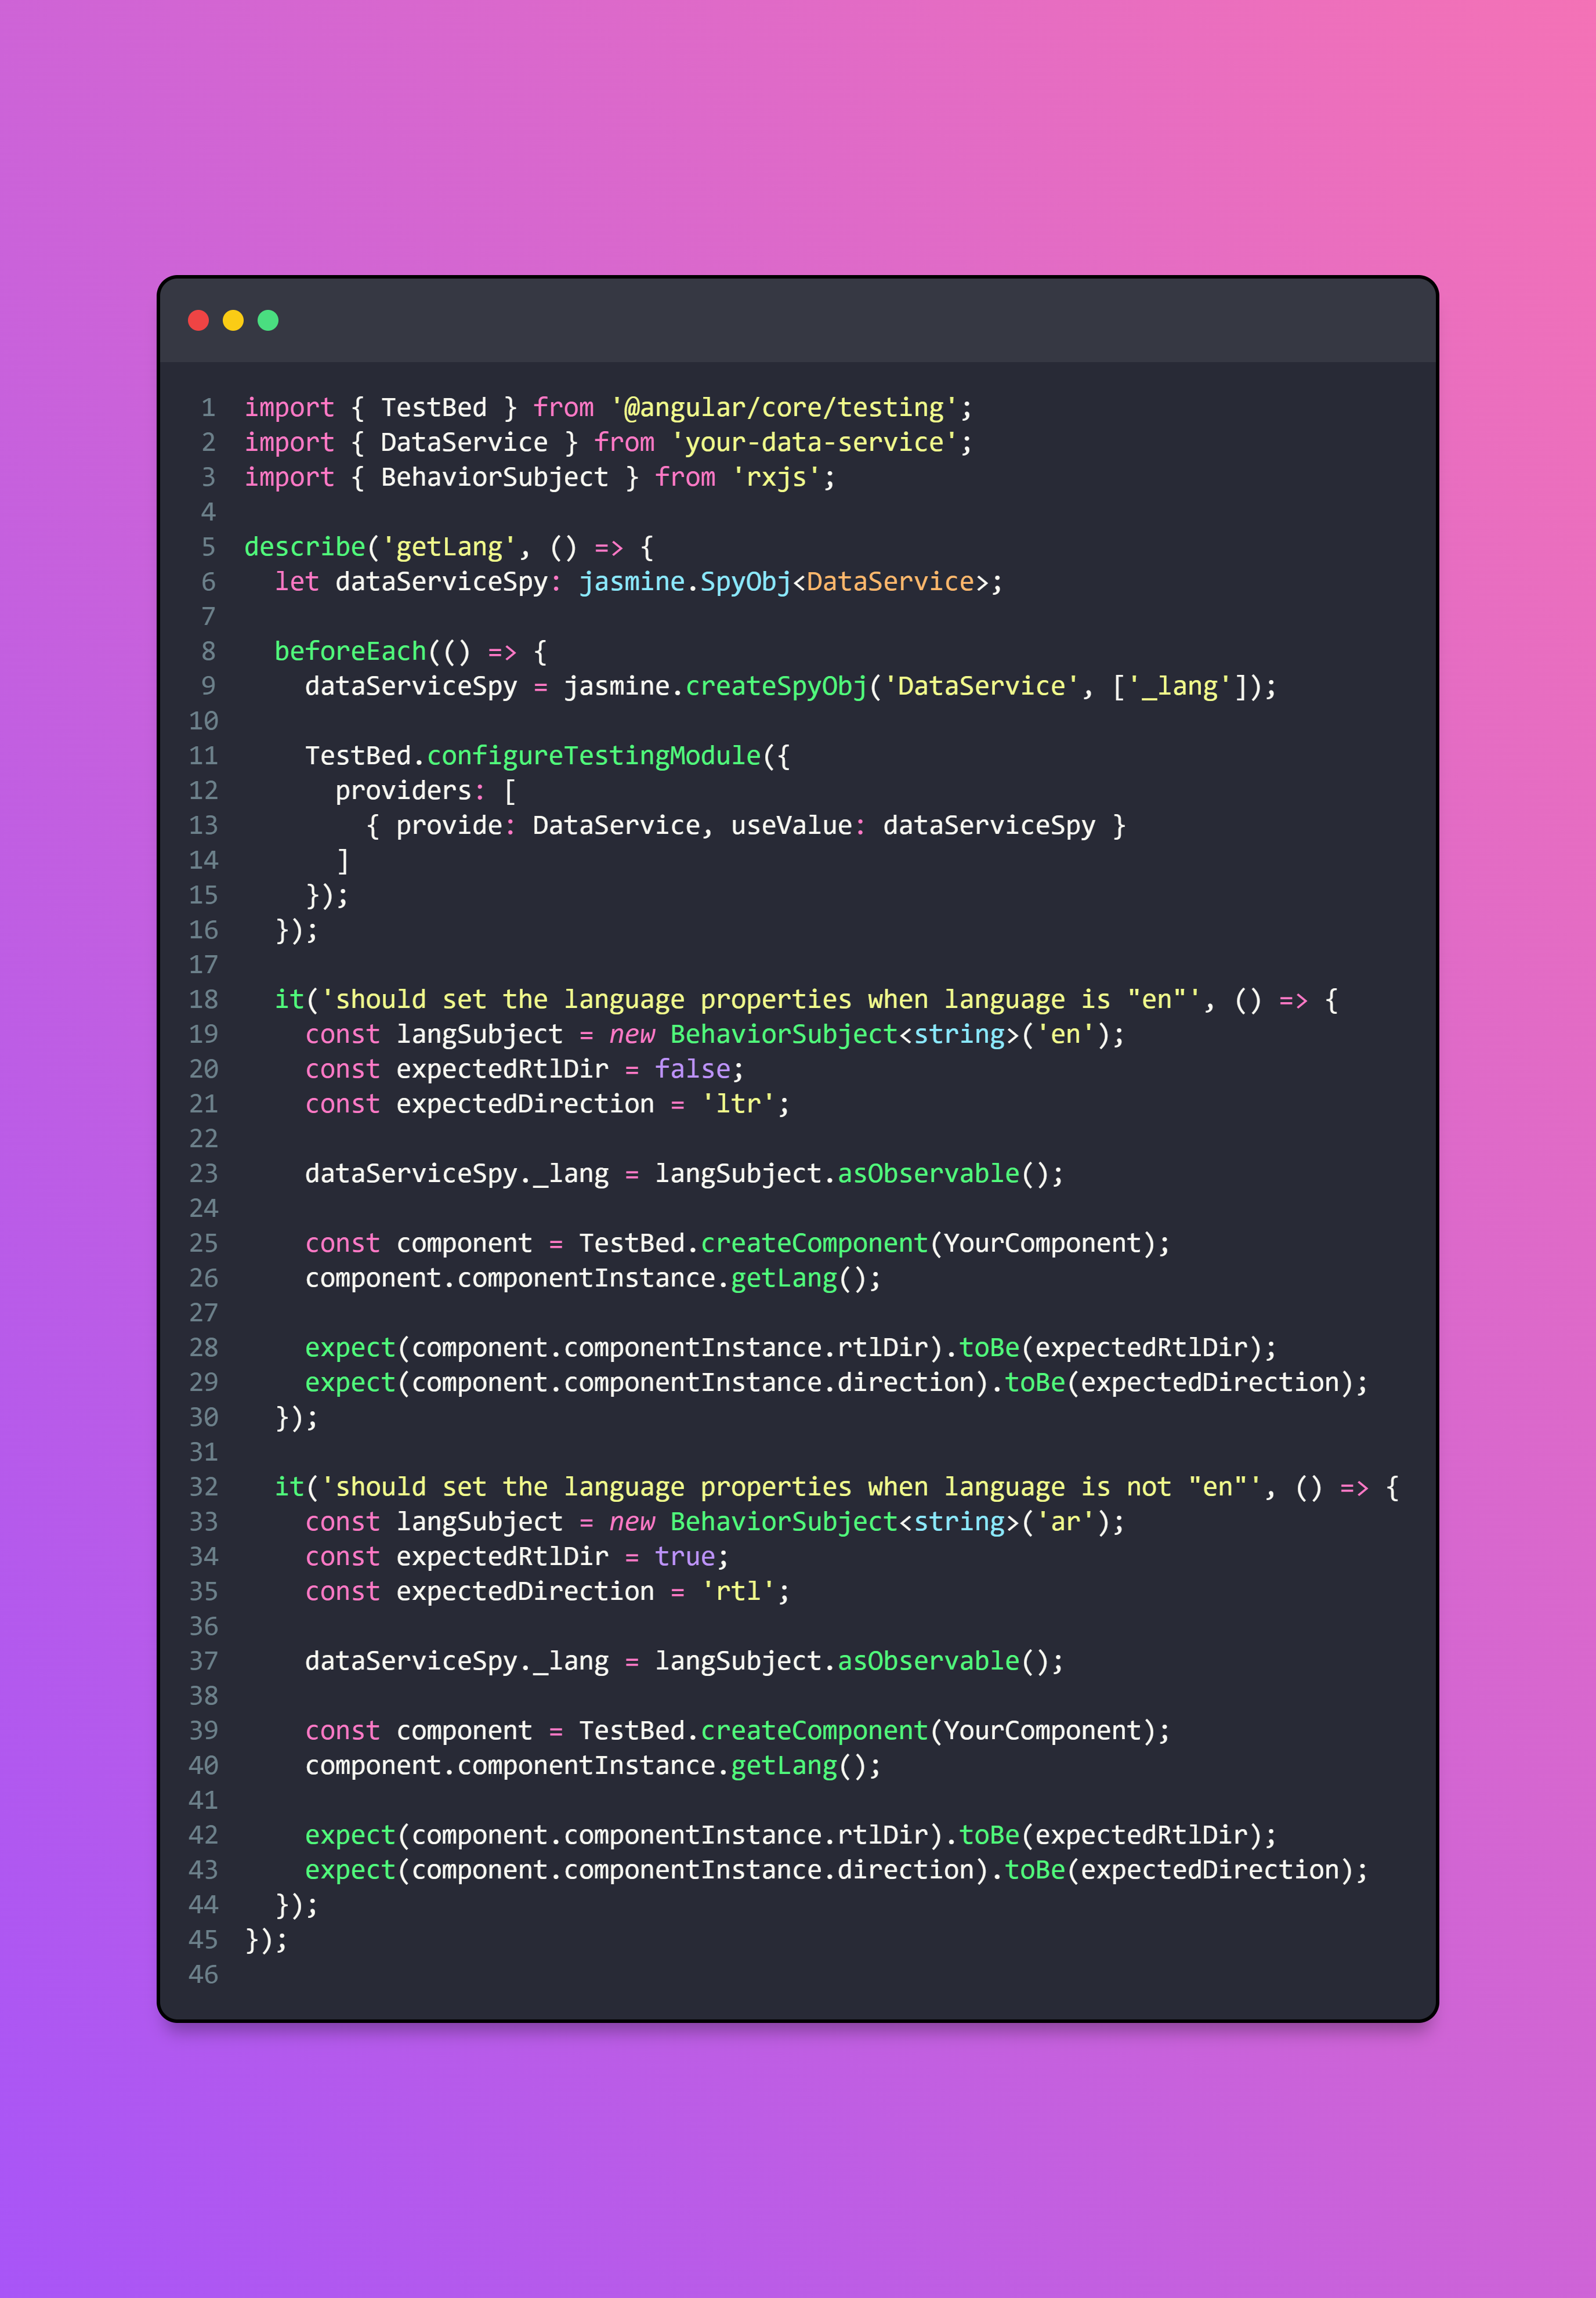 1 import { TestBed } from '@angular/core/testing';
2 import { DataService } from 'your-data-service';
3 import { BehaviorSubject } from 'rxjs';
4
5 describe('getLang', () => {
6   let dataServiceSpy: jasmine.SpyObj<DataService>;
7
8   beforeEach(() => {
9     dataServiceSpy = jasmine.createSpyObj('DataService', ['_lang']);
10
11     TestBed.configureTestingModule({
12       providers: [
13         { provide: DataService, useValue: dataServiceSpy }
14       ]
15     });
16   });
17
18   it('should set the language properties when language is "en"', () => {
19     const langSubject = new BehaviorSubject<string>('en');
20     const expectedRtlDir = false;
21     const expectedDirection = 'ltr';
22
23     dataServiceSpy._lang = langSubject.asObservable();
24
25     const component = TestBed.createComponent(YourComponent);
26     component.componentInstance.getLang();
27
28     expect(component.componentInstance.rtlDir).toBe(expectedRtlDir);
29     expect(component.componentInstance.direction).toBe(expectedDirection);
30   });
31
32   it('should set the language properties when language is not "en"', () => {
33     const langSubject = new BehaviorSubject<string>('ar');
34     const expectedRtlDir = true;
35     const expectedDirection = 'rtl';
36
37     dataServiceSpy._lang = langSubject.asObservable();
38
39     const component = TestBed.createComponent(YourComponent);
40     component.componentInstance.getLang();
41
42     expect(component.componentInstance.rtlDir).toBe(expectedRtlDir);
43     expect(component.componentInstance.direction).toBe(expectedDirection);
44   });
45 });
46